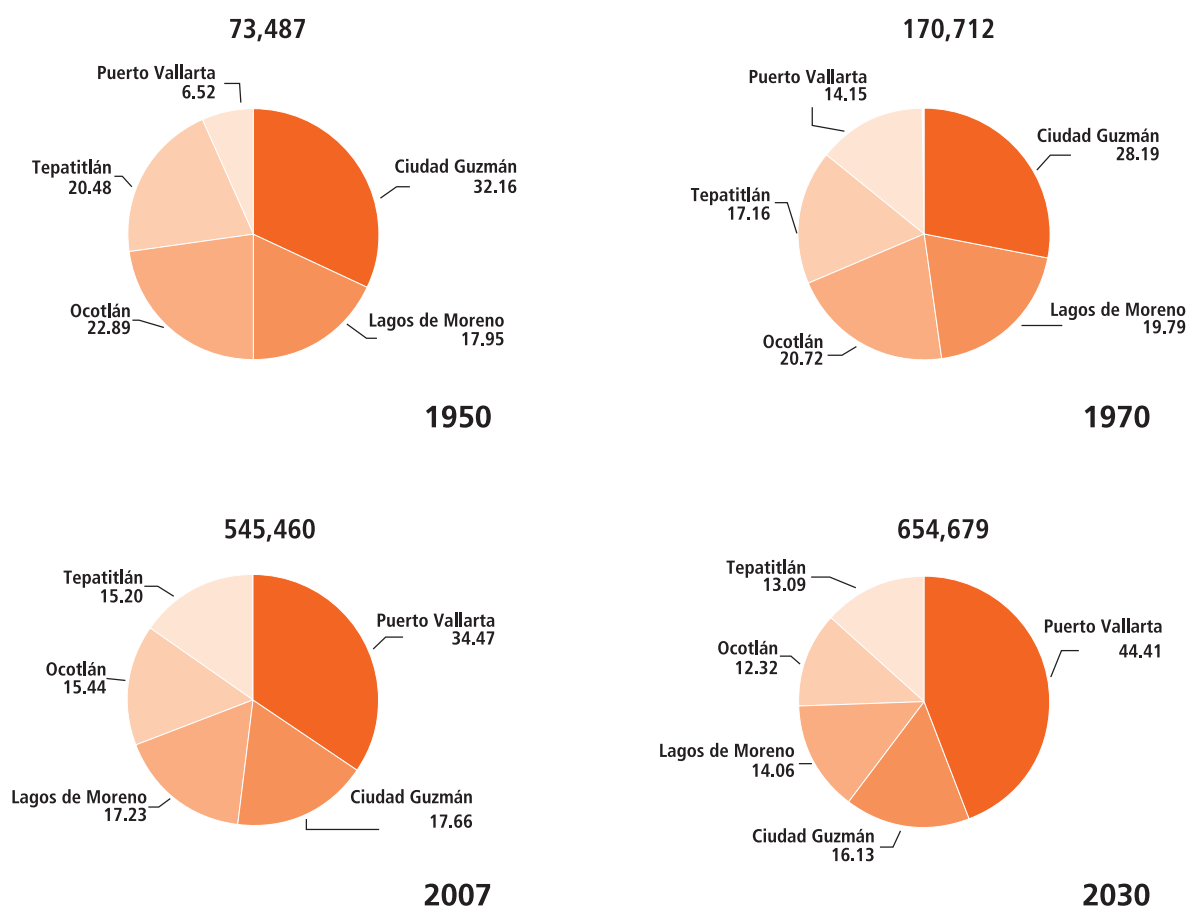 73,487
Puerto Vallarta
6.52
Tepatitlán
20.48
Ciudad Guzmán
32.16
Ocotlán
22.89
Lagos de Moreno
17.95
1950
170,712
Puerto Vallarta
14.15
Ciudad Guzmán
28.19
Tepatitlán
17.16
Lagos de Moreno
19.79
Ocotlán
20.72
1970
545,460
Tepatitlán
15.20
Puerto Vallarta
34.47
Ocotlán
15.44
Lagos de Moreno
17.23
Ciudad Guzmán
17.66
2007
654,679
Tepatitlán
13.09
Puerto Vallarta
44.41
Ocotlán
12.32
Lagos de Moreno
14.06
Ciudad Guzmán
16.13
2030